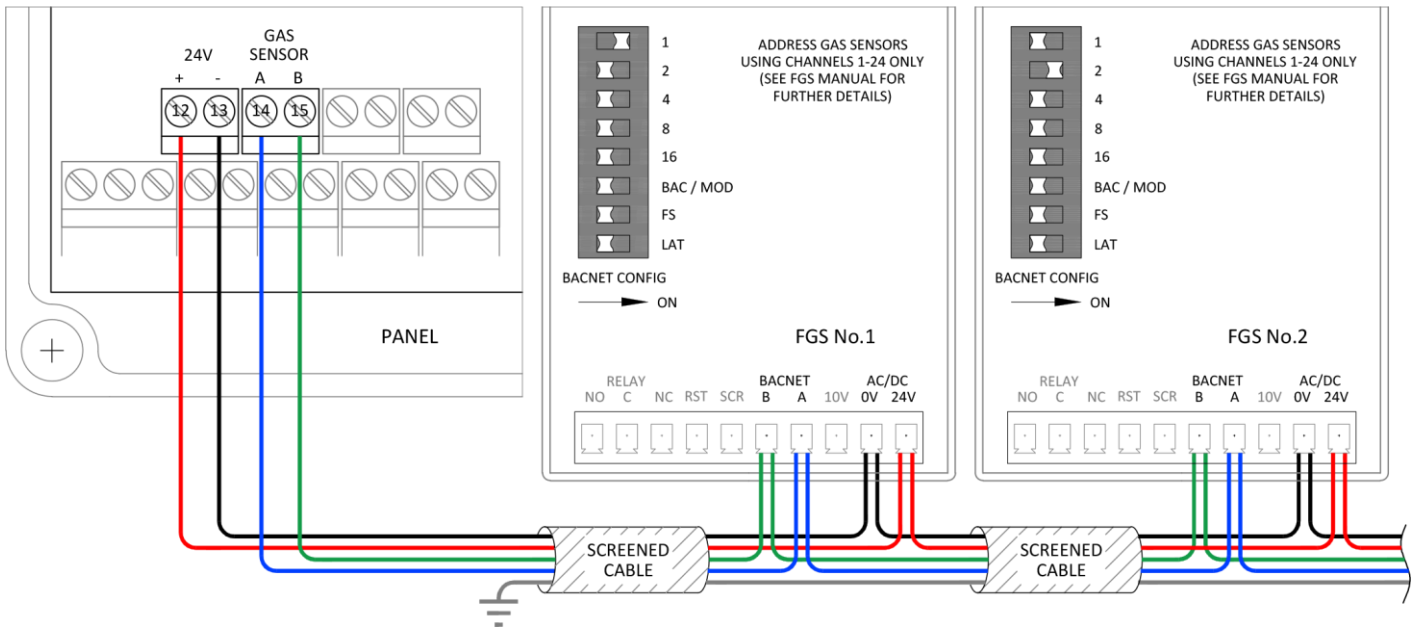 24V
GAS
SENSOR
+ - A B
12 13 14 15
PANEL
1
2
4
8
16
BAC / MOD
FS
LAT
BACNET CONFIG
ON
ADDRESS GAS SENSORS
USING CHANNELS 1-24 ONLY
(SEE FGS MANUAL FOR
FURTHER DETAILS)
FGS No.1
RELAY BACNET AC/DC
NO C NC RST SCR B A 10V 0V 24V
1
2
4
8
16
BAC / MOD
FS
LAT
BACNET CONFIG
ON
ADDRESS GAS SENSORS
USING CHANNELS 1-24 ONLY
(SEE FGS MANUAL FOR
FURTHER DETAILS)
FGS No.2
RELAY BACNET AC/DC
NO C NC RST SCR B A 10V 0V 24V
SCREENED
CABLE
SCREENED
CABLE